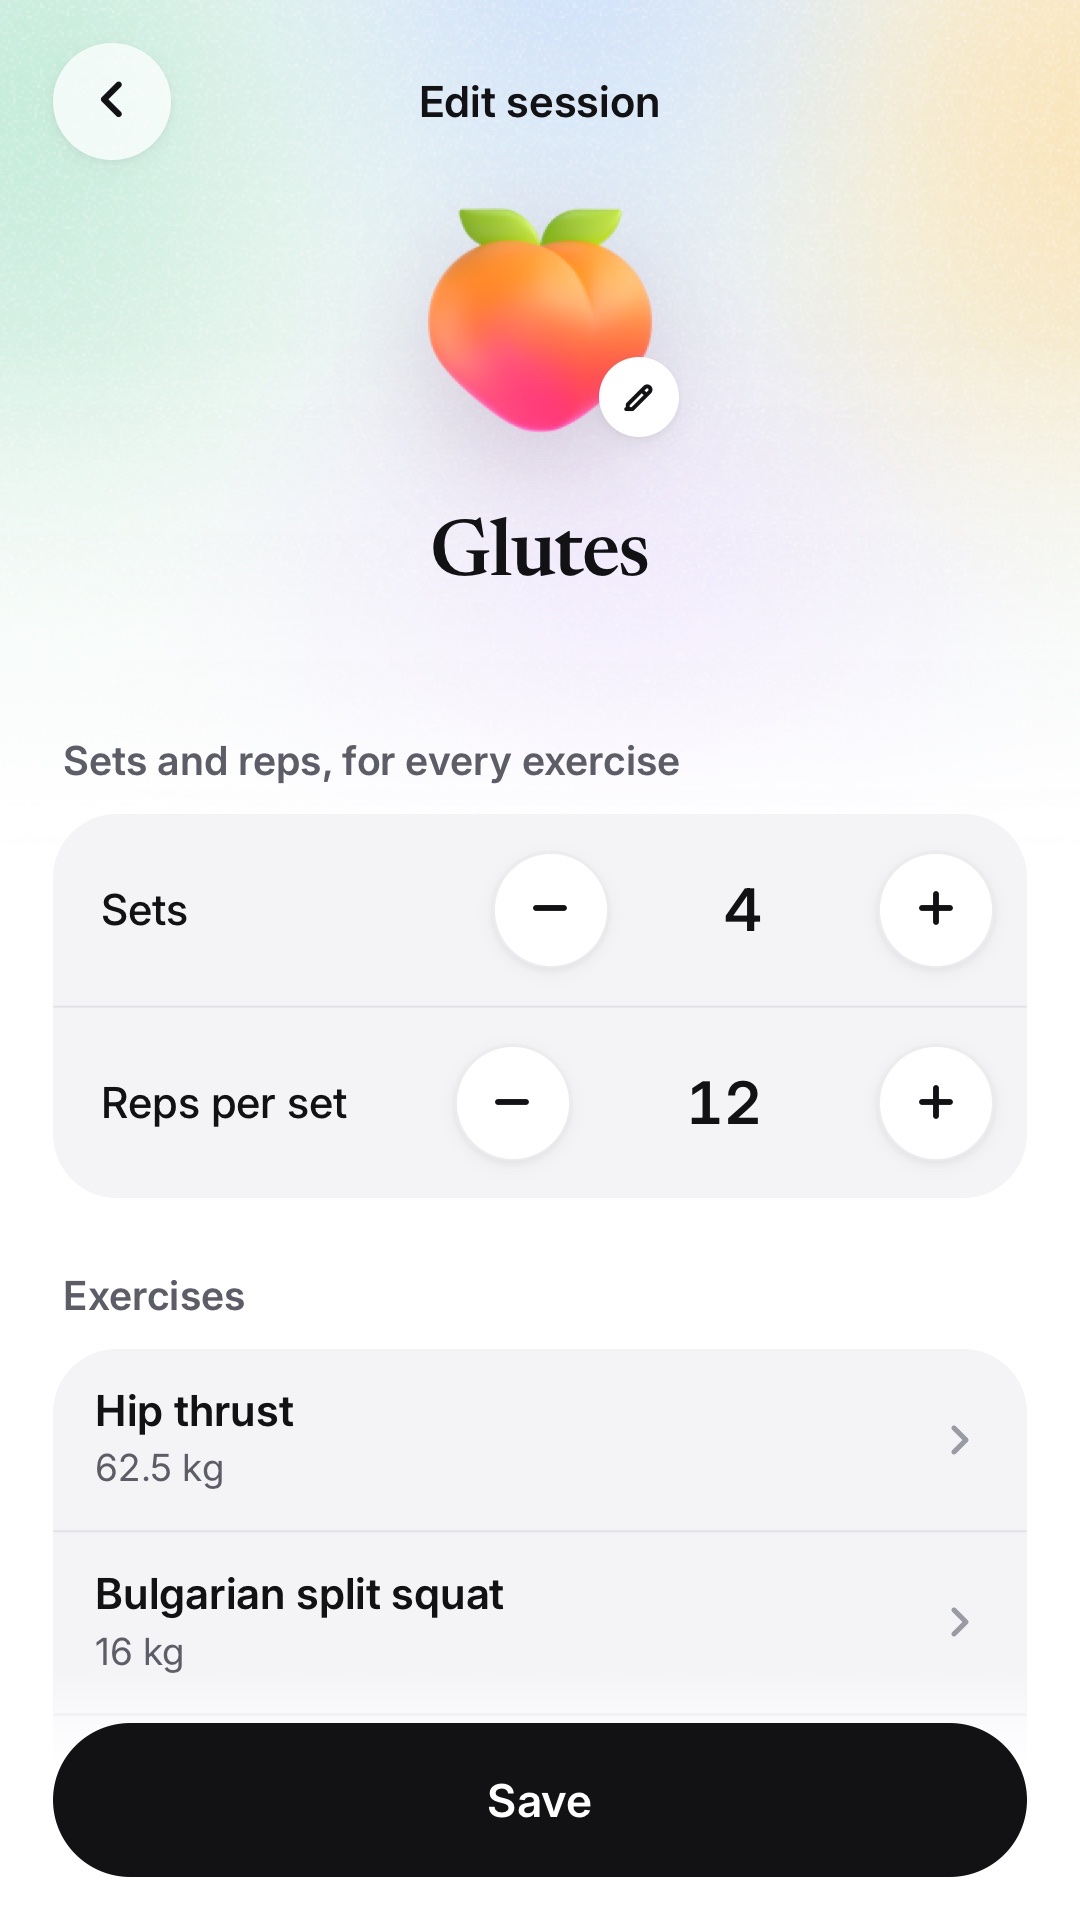 Edit session
Glutes
Sets and reps, for every exercise
Sets
4
Reps per set
12
Exercises
Hip thrust
62.5 kg
Bulgarian split squat
16 kg
Save